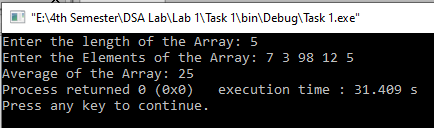 "E:\4th Semester\DSA Lab\Lab 1\Task 1\bin\Debug\Task 1.exe"
Enter the length of the Array: 5
Enter the Elements of the Array: 7 3 98 12 5
Average of the Array: 25
Process returned 0 (0x0)   execution time : 31.409 s
Press any key to continue.